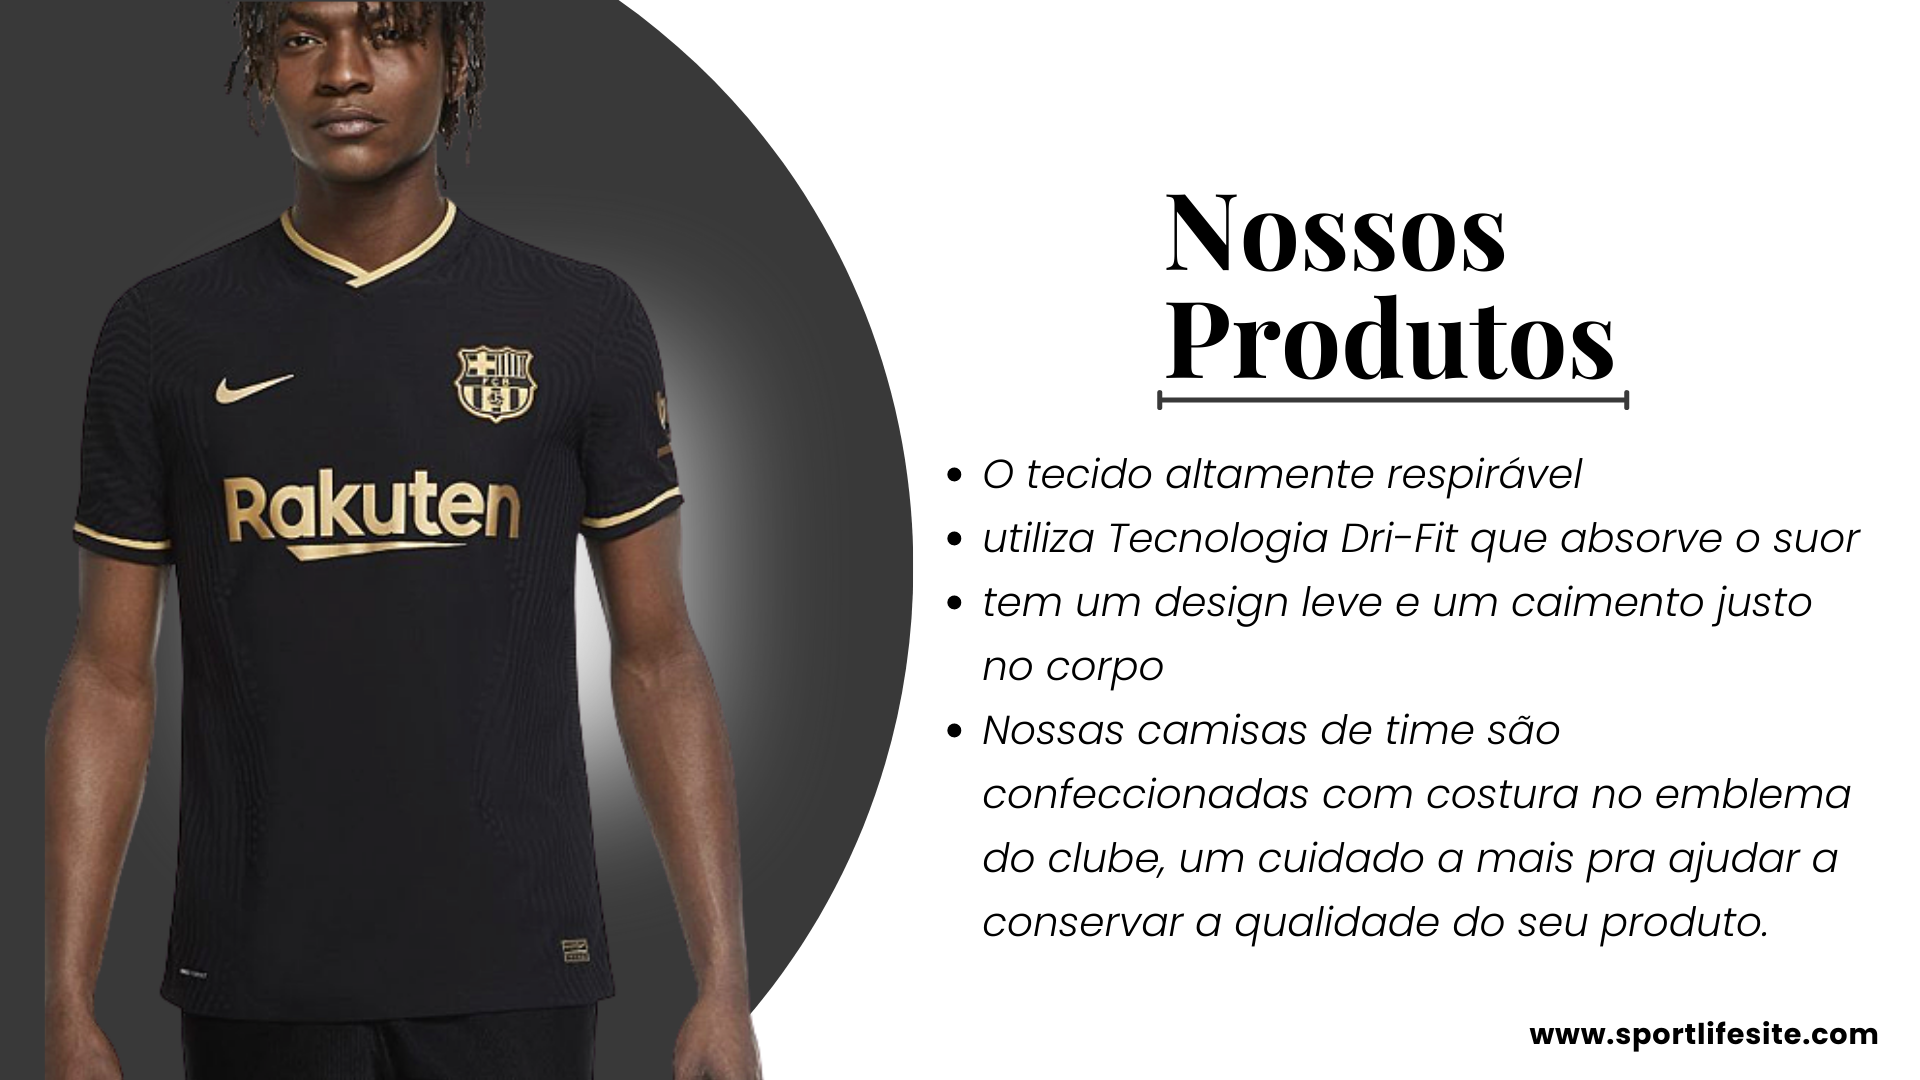 Nossos
Produtos
FCB
Rakuten
• O tecido altamente respirável
• utiliza Tecnologia Dri-Fit que absorve o suor
• tem um design leve e um caimento justo
no corpo
• Nossas camisas de time são
confeccionadas com costura no emblema
do clube, um cuidado a mais pra ajudar a
conservar a qualidade do seu produto.
www.sportlifesite.com